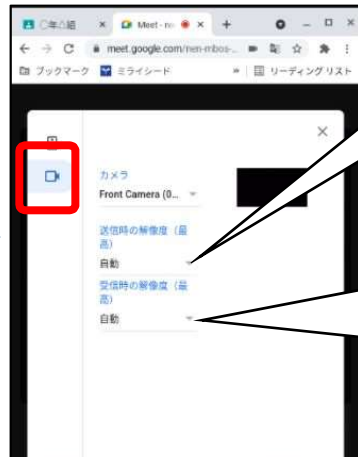 〇年△組
Meet - ne
meet.google.com/nen-mbos-...
ブックマーク
ミライシード
»
リーディング リスト
カメラ
Front Camera (0...
送信時の解像度（最
高）
自動
受信時の解像度（最
高）
自動